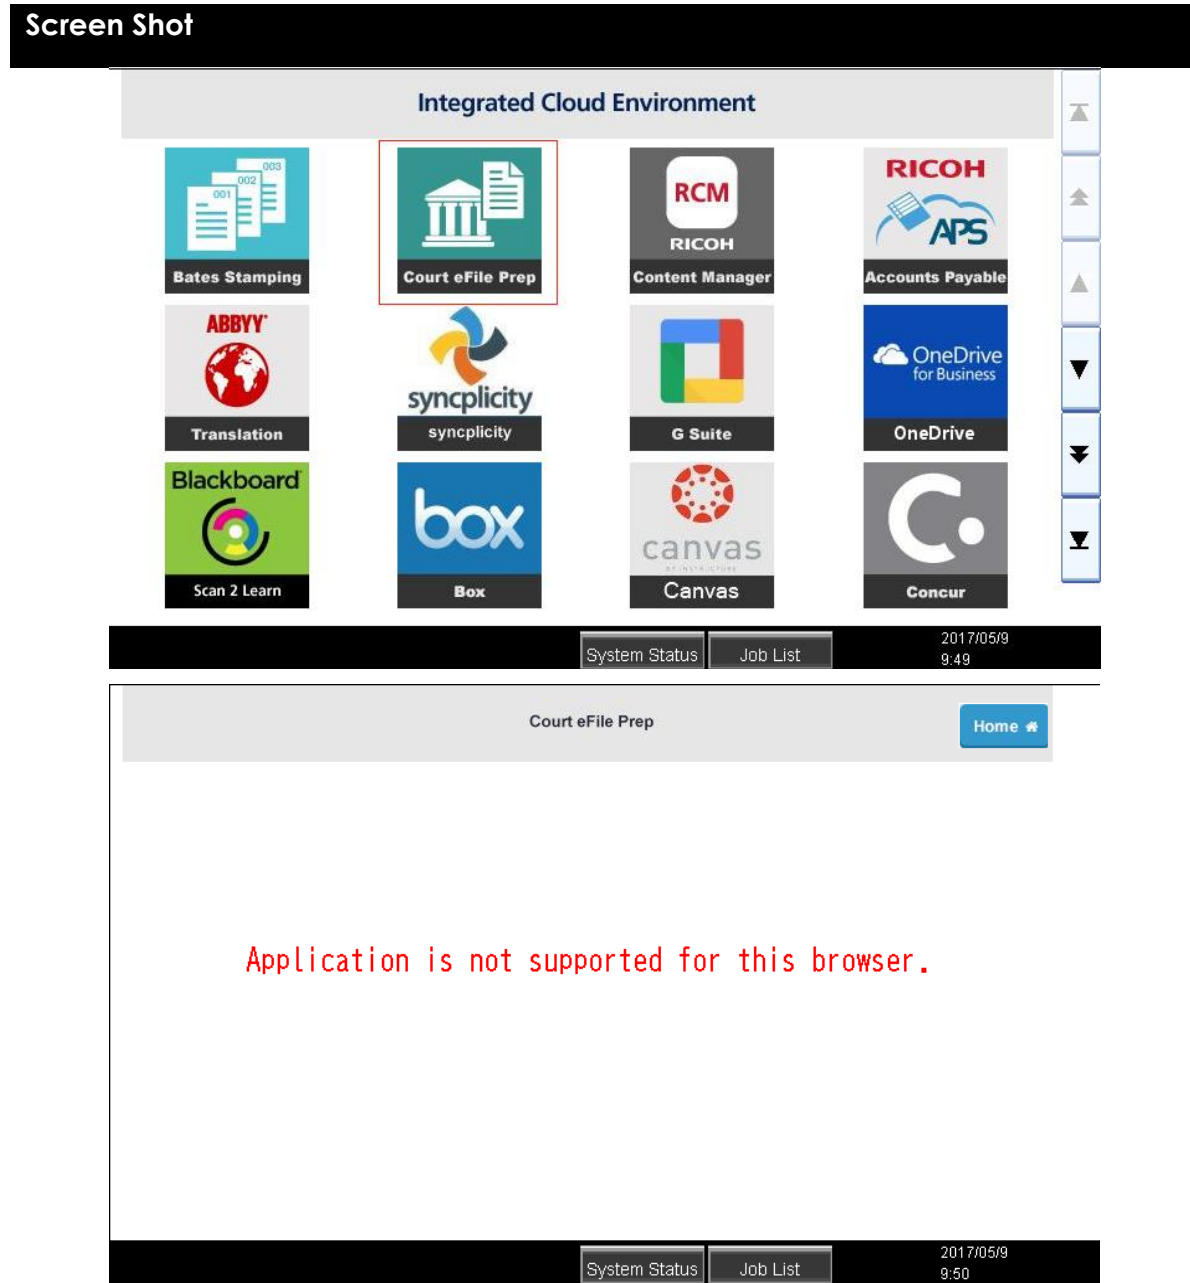 Screen Shot
Integrated Cloud Environment
003
002
001
Bates Stamping
Court eFile Prep
RCM
RICOH
Content Manager
RICOH
APS
Accounts Payable
ABBYY
Translation
syncplicity
syncplicity
G Suite
OneDrive
for Business
OneDrive
Blackboard
Scan 2 Learn
box
Box
canvas
BY INSTRUCTURE
Canvas
C.
Concur
System Status
Job List
2017/05/9
9:49
Court eFile Prep
Home
Application is not supported for this browser.
System Status
Job List
2017/05/9
9:50